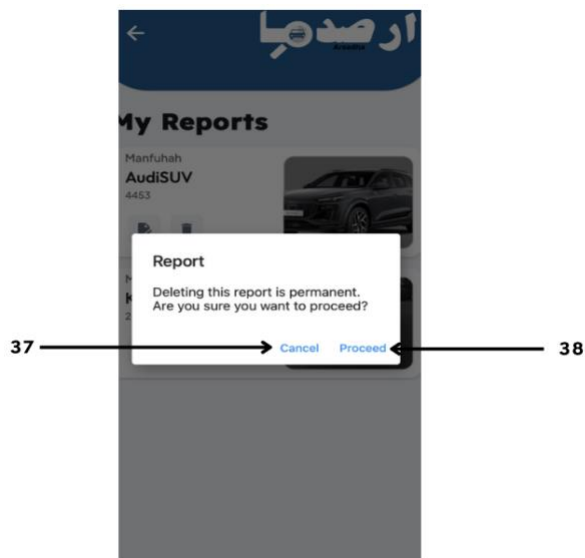 ارصدها
My Reports
Manfuhah
AudiSUV
4453
Report
Deleting this report is permanent.
Are you sure you want to proceed?
37
Cancel Proceed
38